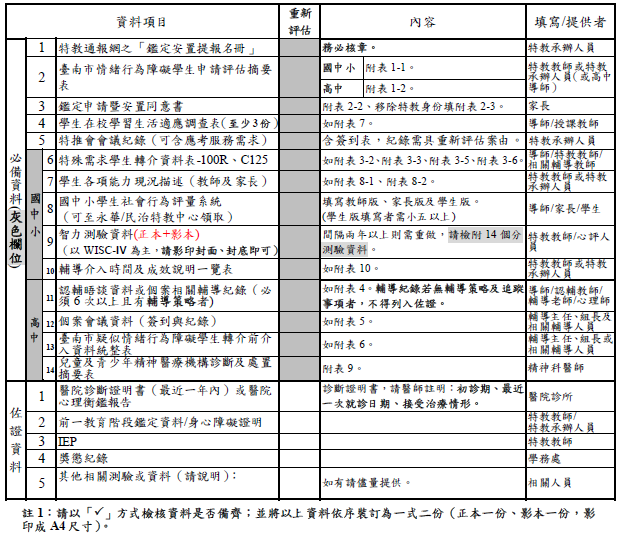 資料項目 重新評估 內容 填寫/提供者
必備資料(灰色欄位)
1 特教通報網之「鑑定安置提報名冊」 務必核章。 特教承辦人員
2 臺南市情緒行為障礙學生申請評估摘要表 國中小 附表 1-1。 高中 附表 1-2。 特教教師或特教承辦人員(或高中導師)
3 鑑定申請暨安置同意書 附表 2-2、移除特教身份填附表 2-3。 家長
4 學生在校學習生活適應調查表(至少3份) 如附表 7。 導師/授課教師
5 特推會會議紀錄（可含應考服務需求） 含簽到表，紀錄需具重新評估案由。 特教承辦人
國中小
6 特殊需求學生轉介資料表-100R、C125 如附表 3-2、附表 3-3、附表 3-5、附表 3-6。 導師/特教教師/相關輔導教師
7 學生各項能力現況描述（教師及家長） 如附表 8-1、附表 8-2。 特教教師或特教承辦人員
8 國中小學生社會行為評量系統
（可至永華/民治特教中心領取） 填寫教師版、家長版及學生版。
(學生版填寫者需小五以上) 導師/家長/學生
9 智力測驗資料(正本+影本)
（以 WISC-IV 為主，請影印封面、封底即可） 間隔兩年以上則需重做，請檢附 14 個分測驗資料。 特教教師/心評人員
10 輔導介入時間及成效說明一覽表 如附表 10。 特教教師或特教承辦人員
高中
11 認輔晤談資料或個案相關輔導紀錄（必須 6 次以上且有輔導策略者） 如附表 4。輔導紀錄若無輔導策略及追蹤事項者，不得列入佐證。 導師/認輔教師/輔導老師/心理師
12 個案會議資料（簽到與紀錄） 如附表 5。 輔導主任、組長及相關輔導人員
13 臺南市疑似情緒行為障礙學生轉介前介入資料統整表 如附表 6。 輔導主任、組長或相關輔導人員
14 兒童及青少年精神醫療機構診斷及處置摘要表 附表 9。 精神科醫師
佐證資料
1 醫院診斷證明書（最近一年內）或醫院心理衡鑑報告 診斷證明書，請醫師註明：初診期、最近一次就診日期、接受治療情形。 醫院診所
2 前一教育階段鑑定資料/身心障礙證明 特教教師/特教承辦人員
3 IEP 特教教師
4 獎懲紀錄 學務處
5 其他相關測驗或資料（請說明）： 如有請儘量提供。 相關人員
註 1：請以「✓」方式檢核資料是否備齊；並將以上資料依序裝訂為一式二份（正本一份、影本一份，影
印成 A4 尺寸）。